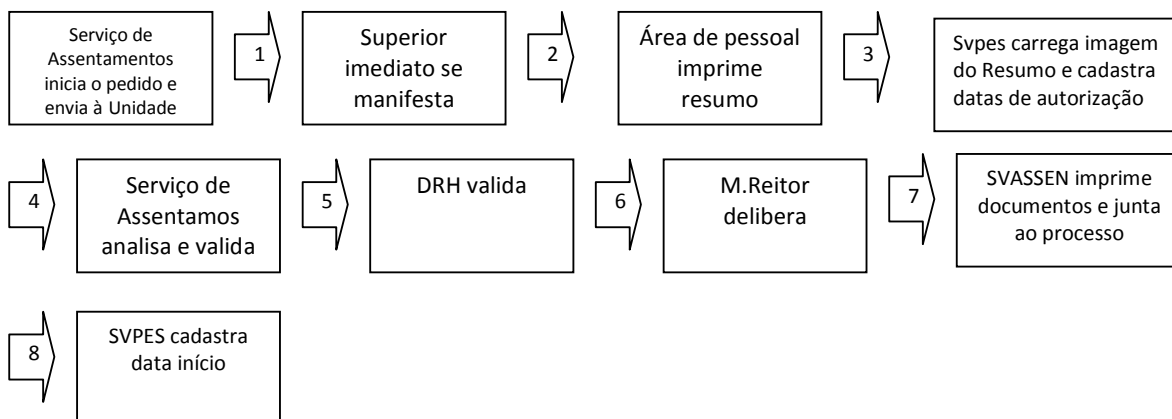 Serviço de
Assentamentos
inicia o pedido e
envia à Unidade
1
Superior
imediato se
manifesta
2
Área de pessoal
imprime
resumo
3
Svpes carrega imagem
do Resumo e cadastra
datas de autorização
4
Serviço de
Assentamos
analisa e valida
5
DRH valida
6
M.Reitor
delibera
7
SVASSEN imprime
documentos e junta
ao processo
8
SVPES cadastra
data início